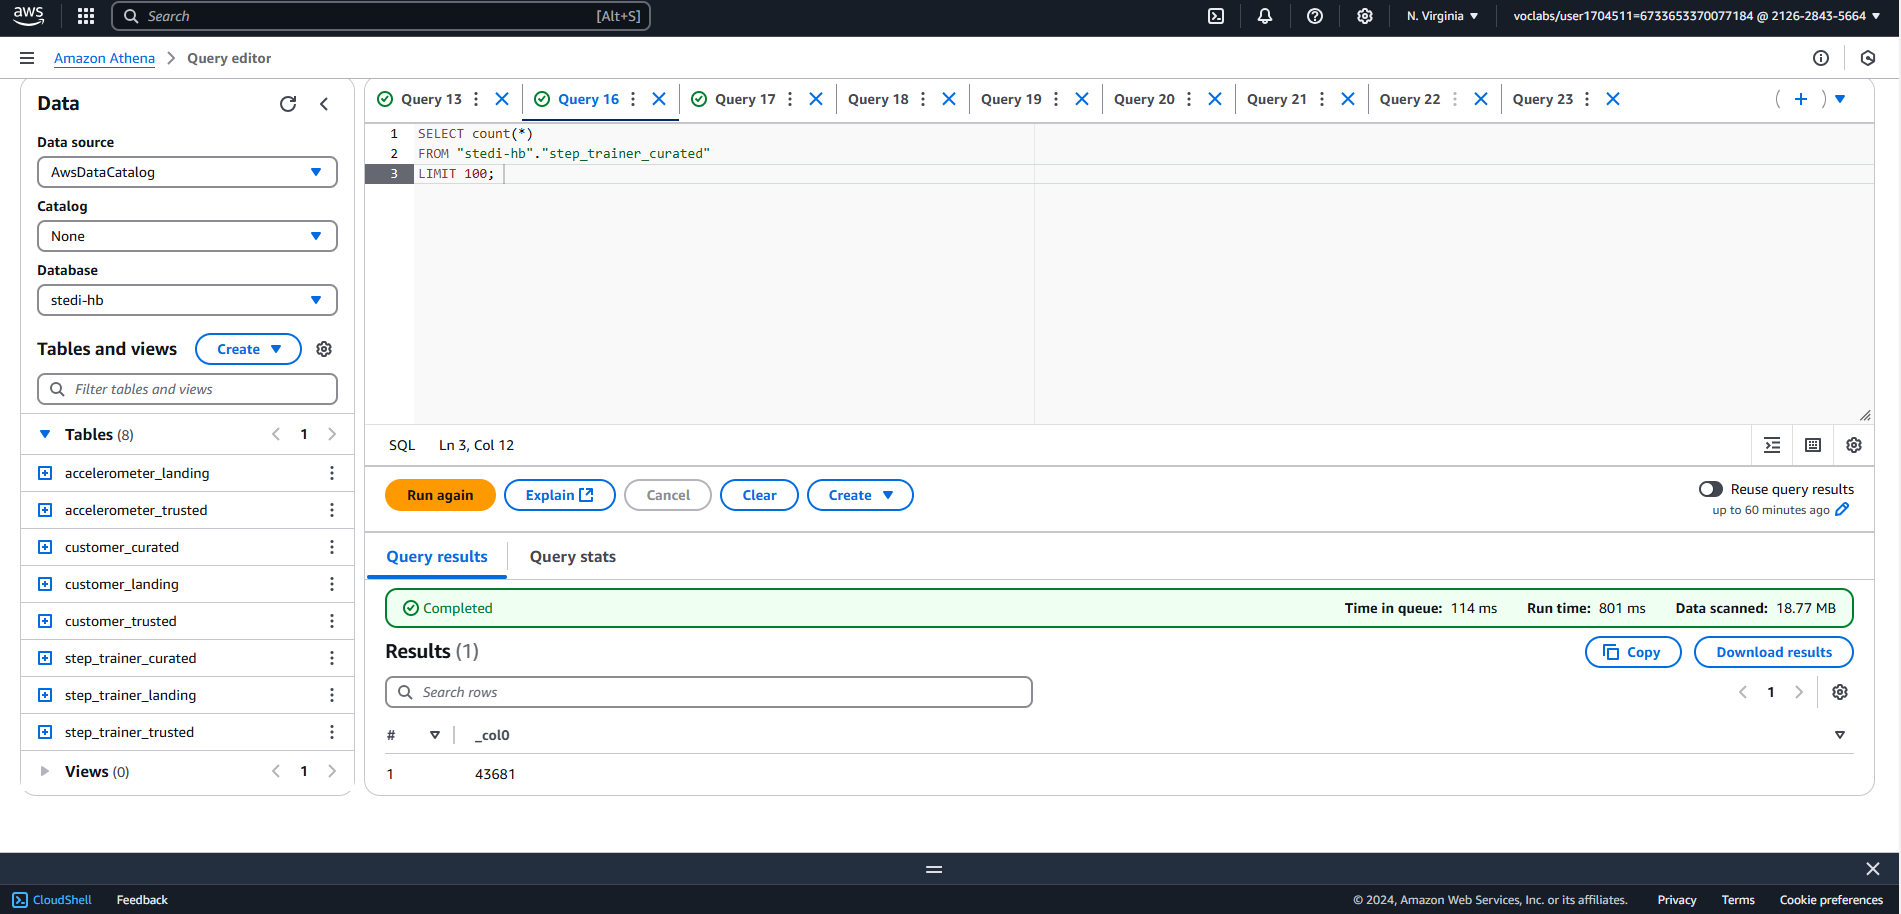 aws
Search [Alt+S]
N. Virginia
voclabs/user1704511=6733653370077184 @ 2126-2843-5664
Amazon Athena
Query editor
Data
Data source
AwsDataCatalog
Catalog
None
Database
stedi-hb
Tables and views
Create
Filter tables and views
Tables (8)
1
accelerometer_landing
accelerometer_trusted
customer_curated
customer_landing
customer_trusted
step_trainer_curated
step_trainer_landing
step_trainer_trusted
Views (0)
1
Query 13
Query 16
Query 17
Query 18
Query 19
Query 20
Query 21
Query 22
Query 23
1 SELECT count(*)
2 FROM "stedi-hb"."step_trainer_curated"
3 LIMIT 100;
SQL
Ln 3, Col 12
Run again
Explain
Cancel
Clear
Create
Reuse query results
up to 60 minutes ago
Query results
Query stats
Completed
Time in queue: 114 ms
Run time: 801 ms
Data scanned: 18.77 MB
Results (1)
Copy
Download results
Search rows
1
# _col0
1 43681
CloudShell
Feedback
© 2024, Amazon Web Services, Inc. or its affiliates.
Privacy
Terms
Cookie preferences